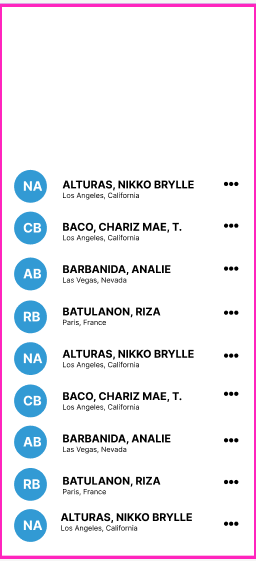 NA
ALTURAS, NIKKO BRYLLE
Los Angeles, California
CB
BACO, CHARIZ MAE, T.
Los Angeles, California
AB
BARBANIDA, ANALIE
Las Vegas, Nevada
RB
BATULANON, RIZA
Paris, France
NA
ALTURAS, NIKKO BRYLLE
Los Angeles, California
CB
BACO, CHARIZ MAE, T.
Los Angeles, California
AB
BARBANIDA, ANALIE
Las Vegas, Nevada
RB
BATULANON, RIZA
Paris, France
NA
ALTURAS, NIKKO BRYLLE
Los Angeles, California